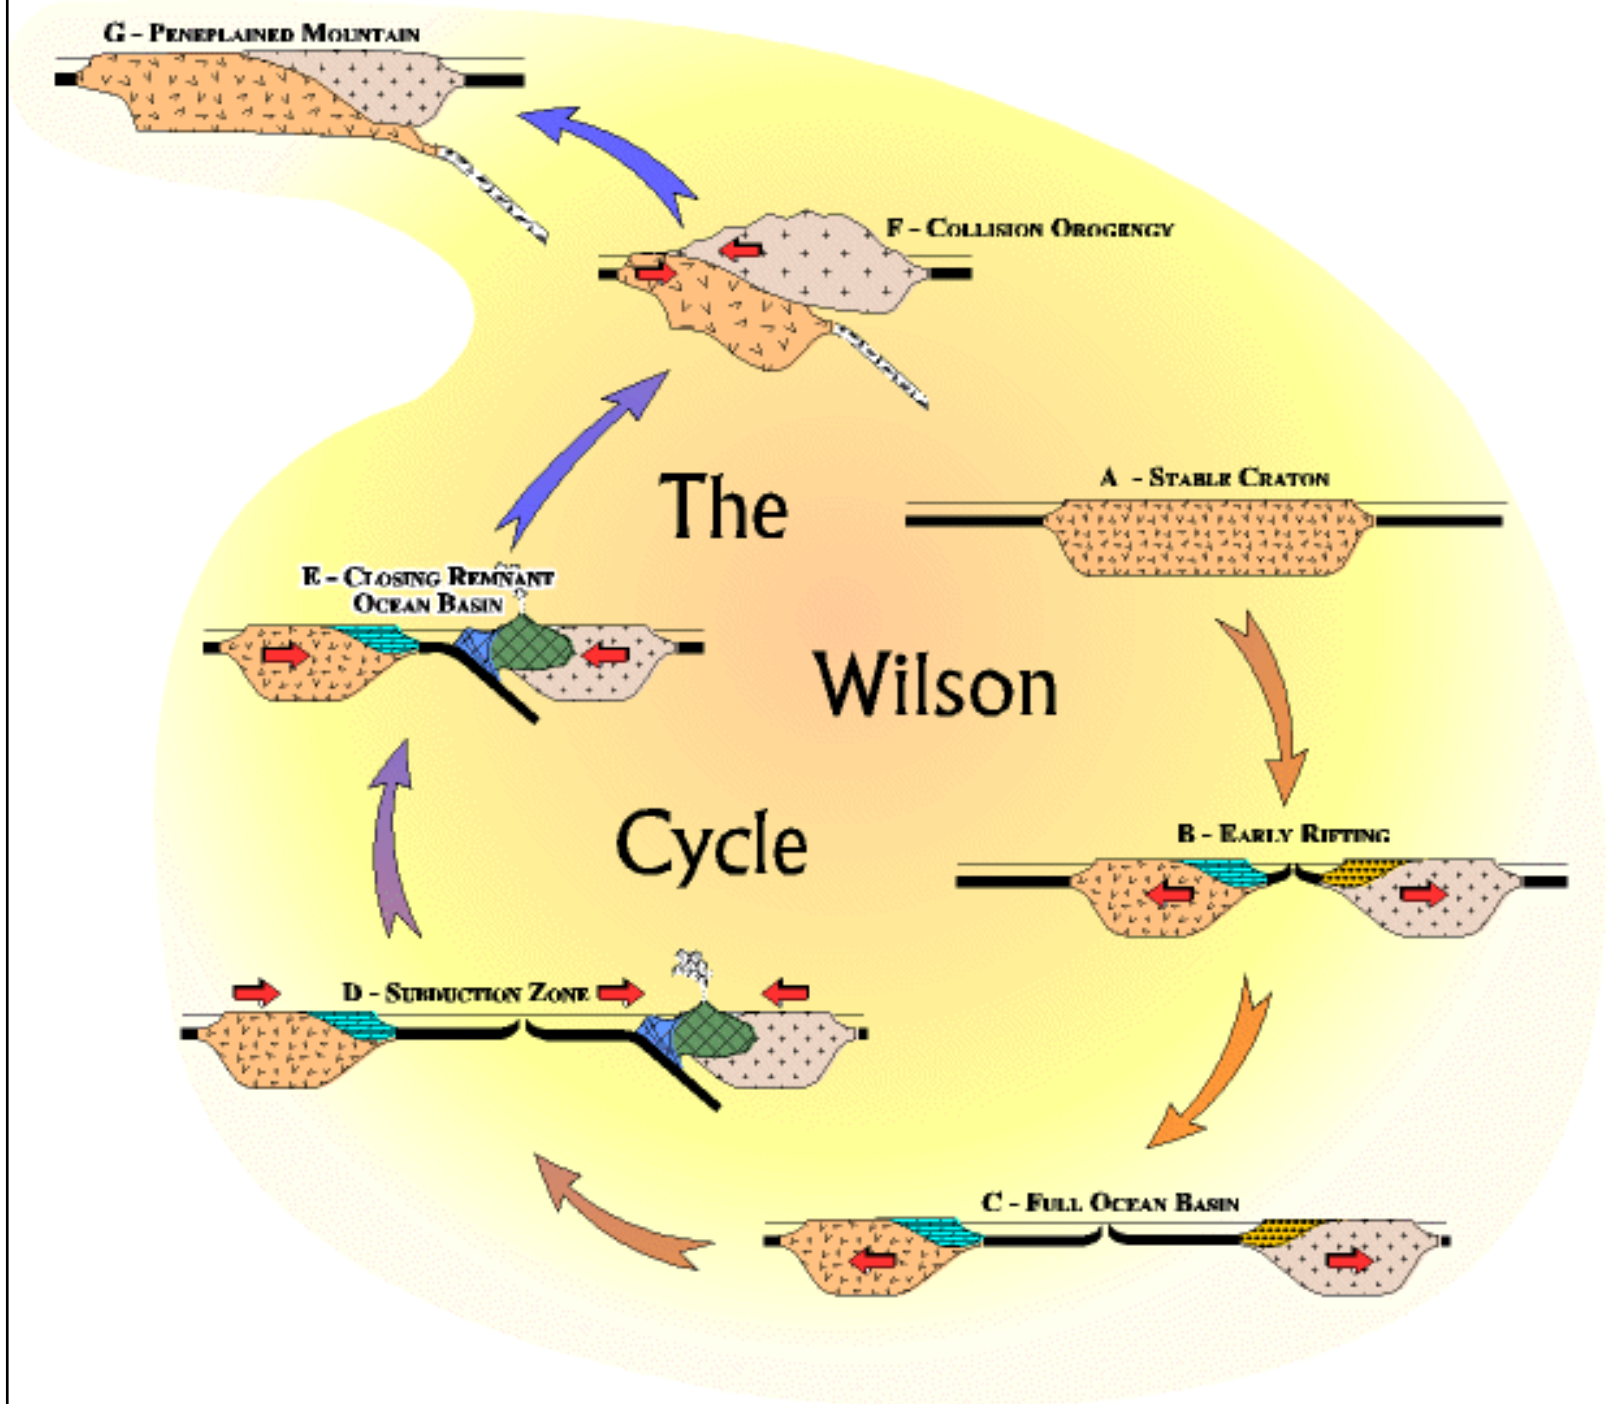 G - Peneplained Mountain
F - Collision Orogengy
The
A - Stable Craton
E - Closing Remnant
Ocean Basin
Wilson
B - Early Rifting
Cycle
D - Subduction Zone
C - Full Ocean Basin